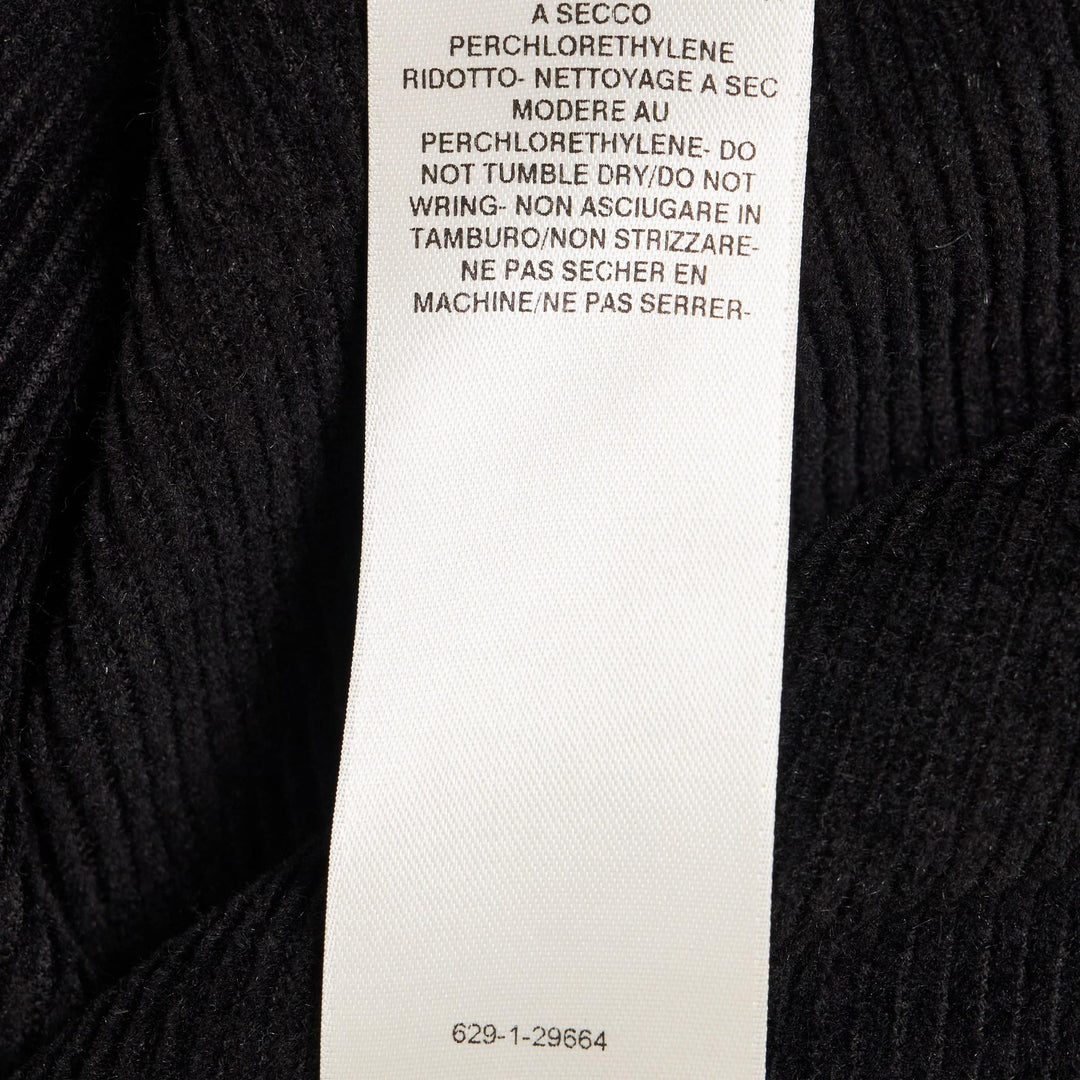 A SECCO
PERCHLORETHYLENE
RIDOTTO- NETTOYAGE A SEC
MODERE AU
PERCHLORETHYLENE- DO
NOT TUMBLE DRY/DO NOT
WRING- NON ASCIUGARE IN
TAMBURO/NON STRIZZARE-
NE PAS SECHER EN
MACHINE/NE PAS SERRER-
629-1-29664